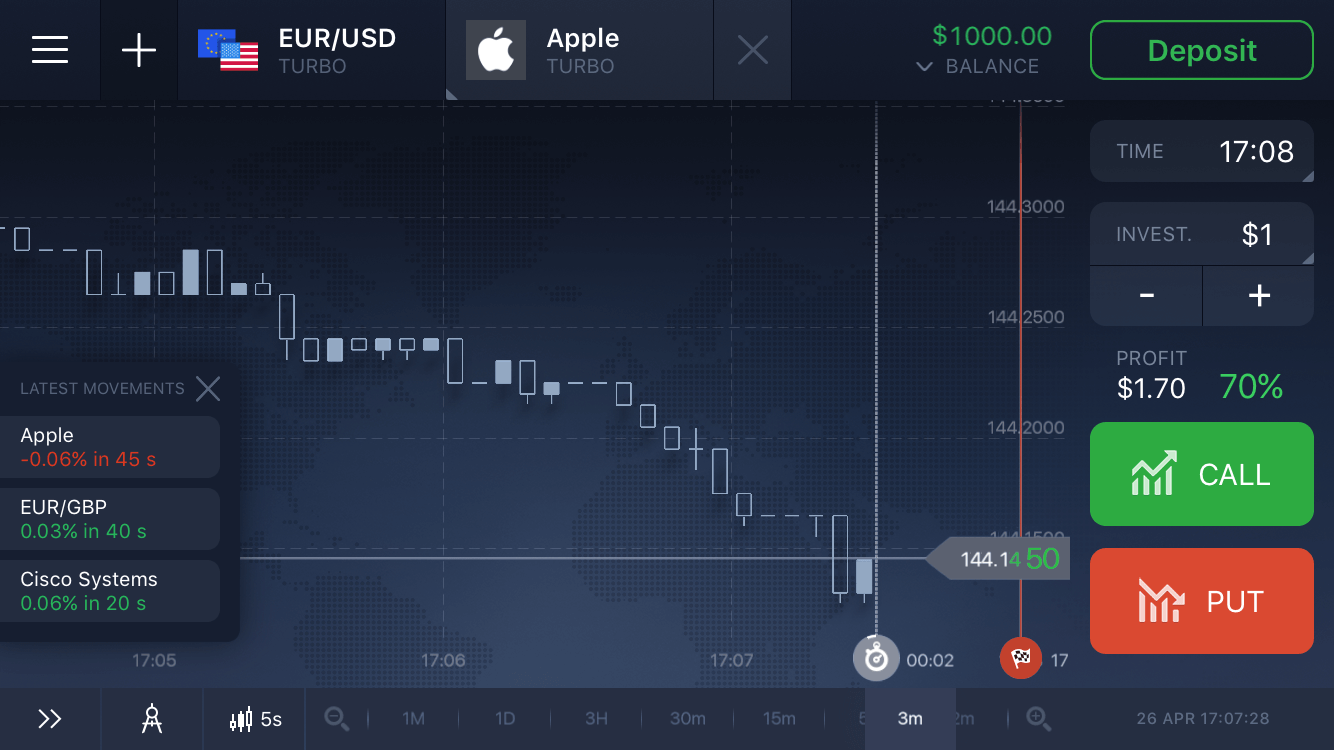 EUR/USD
TURBO
Apple
TURBO
$1000.00
BALANCE
Deposit
TIME 17:08
INVEST. $1
- +
PROFIT
$1.70 70%
CALL
PUT
144.3000
144.2500
144.2000
144.1500
144.1450
LATEST MOVEMENTS
Apple
-0.06% in 45 s
EUR/GBP
0.03% in 40 s
Cisco Systems
0.06% in 20 s
17:05 17:06 17:07 00:02 17
5s 1M 1D 3H 30m 15m 3m 2m 26 APR 17:07:28